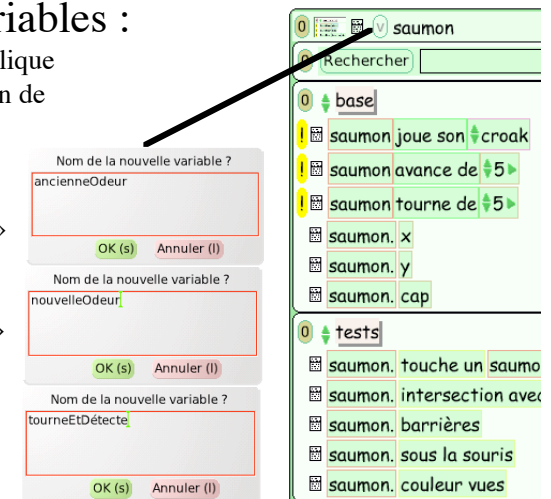 riables :
lique
n de
Nom de la nouvelle variable ?
ancienneOdeur
OK (s) Annuler (l)
Nom de la nouvelle variable ?
nouvelleOdeur
OK (s) Annuler (l)
Nom de la nouvelle variable ?
tourneEtDétecte
OK (s) Annuler (l)
0 v saumon
0 Rechercher
0 base
! saumon joue son croak
! saumon avance de 5
! saumon tourne de 5
saumon. x
saumon. y
saumon. cap
0 tests
saumon. touche un saumo
saumon. intersection avec
saumon. barrières
saumon. sous la souris
saumon. couleur vues